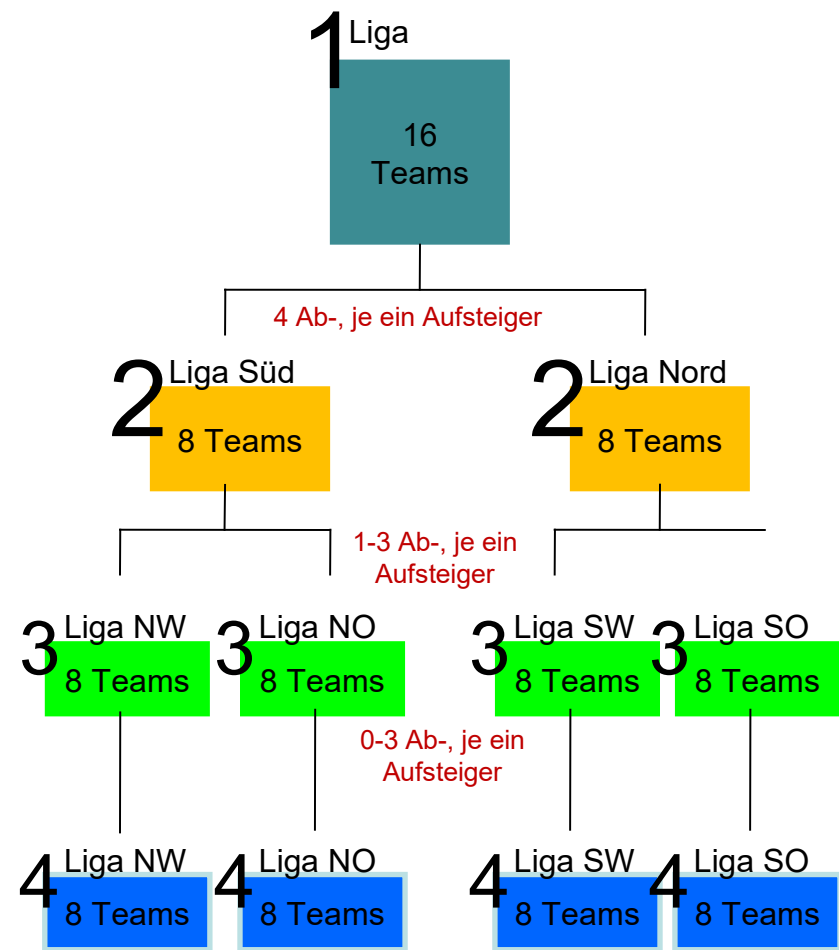 1 Liga
16
Teams
4 Ab-, je ein Aufsteiger
2 Liga Süd
2 Liga Nord
8 Teams
8 Teams
1-3 Ab-, je ein
Aufsteiger
3 Liga NW
3 Liga NO
3 Liga SW
3 Liga SO
8 Teams
8 Teams
8 Teams
8 Teams
0-3 Ab-, je ein
Aufsteiger
4 Liga NW
4 Liga NO
4 Liga SW
4 Liga SO
8 Teams
8 Teams
8 Teams
8 Teams